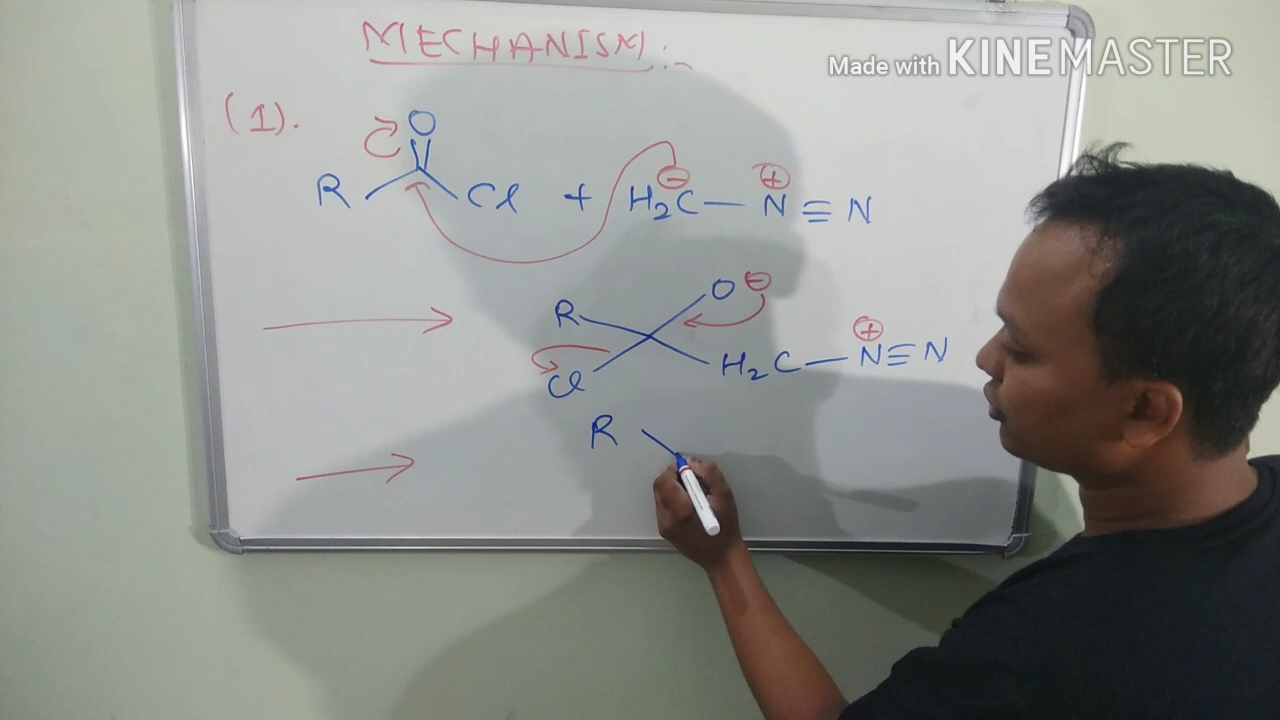 MECHANISM:-
Made with KINEMASTER
(1).
O
R Cl + H₂C⊖ — N⊕ ≡ N
O⊖
R
H₂C — N⊕ ≡ N
Cl
R